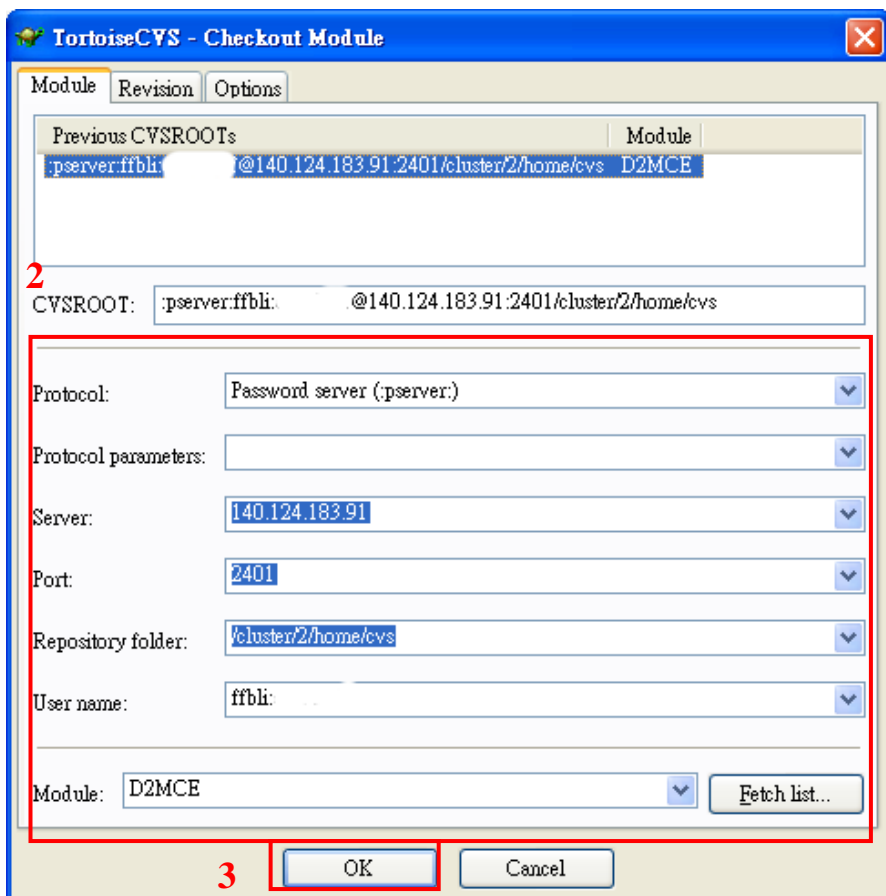 TortoiseCVS - Checkout Module
Module Revision Options
Previous CVSROOTs Module
:pserver:ffbli: @140.124.183.91:2401/cluster/2/home/cvs D2MCE
2
CVSROOT: :pserver:ffbli: @140.124.183.91:2401/cluster/2/home/cvs
Protocol: Password server (:pserver:)
Protocol parameters:
Server: 140.124.183.91
Port: 2401
Repository folder: /cluster/2/home/cvs
User name: ffbli:
Module: D2MCE Fetch list...
3 OK Cancel